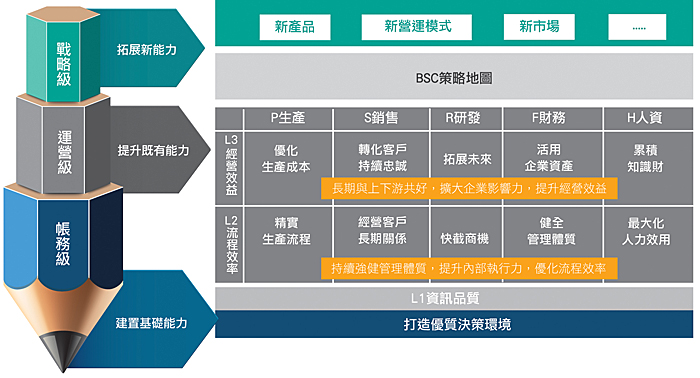 戰略級
拓展新能力
新產品
新營運模式
新市場
.....
BSC策略地圖
運營級
提升既有能力
P生產
S銷售
R研發
F財務
H人資
L3經營效益
優化
生產成本
轉化客戶
持續忠誠
拓展未來
活用
企業資產
累積
知識財
長期與上下游共好，擴大企業影響力，提升經營效益
L2流程效率
精實
生產流程
經營客戶
長期關係
快截商機
健全
管理體質
最大化
人力效用
持續強健管理體質，提升內部執行力，優化流程效率
帳務級
建置基礎能力
L1資訊品質
打造優質決策環境